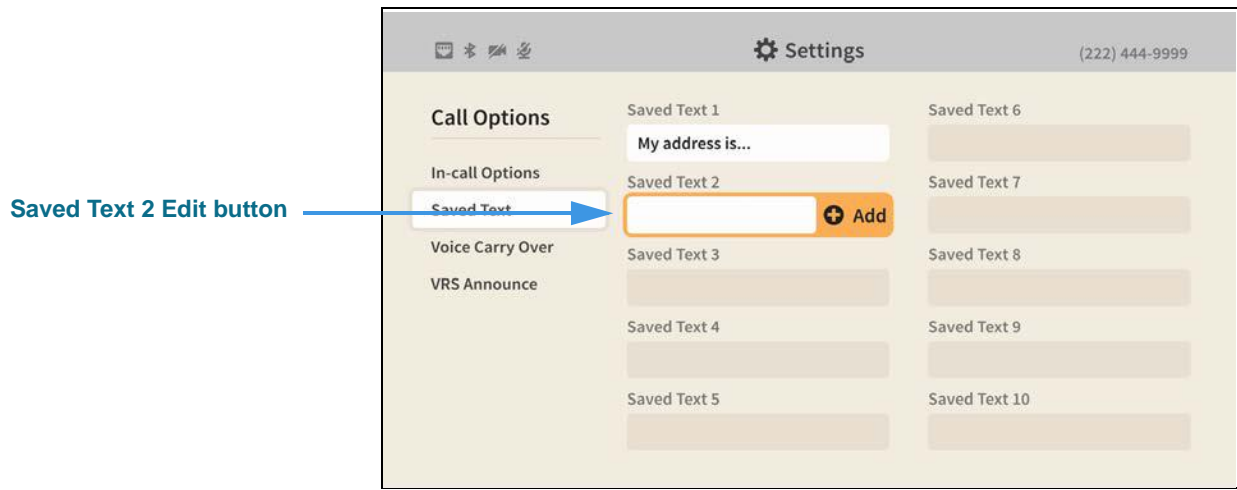 Settings
(222) 444-9999
Call Options
In-call Options
Saved Text
Voice Carry Over
VRS Announce
Saved Text 2 Edit button
Saved Text 1
My address is...
Saved Text 2
Add
Saved Text 3
Saved Text 4
Saved Text 5
Saved Text 6
Saved Text 7
Saved Text 8
Saved Text 9
Saved Text 10